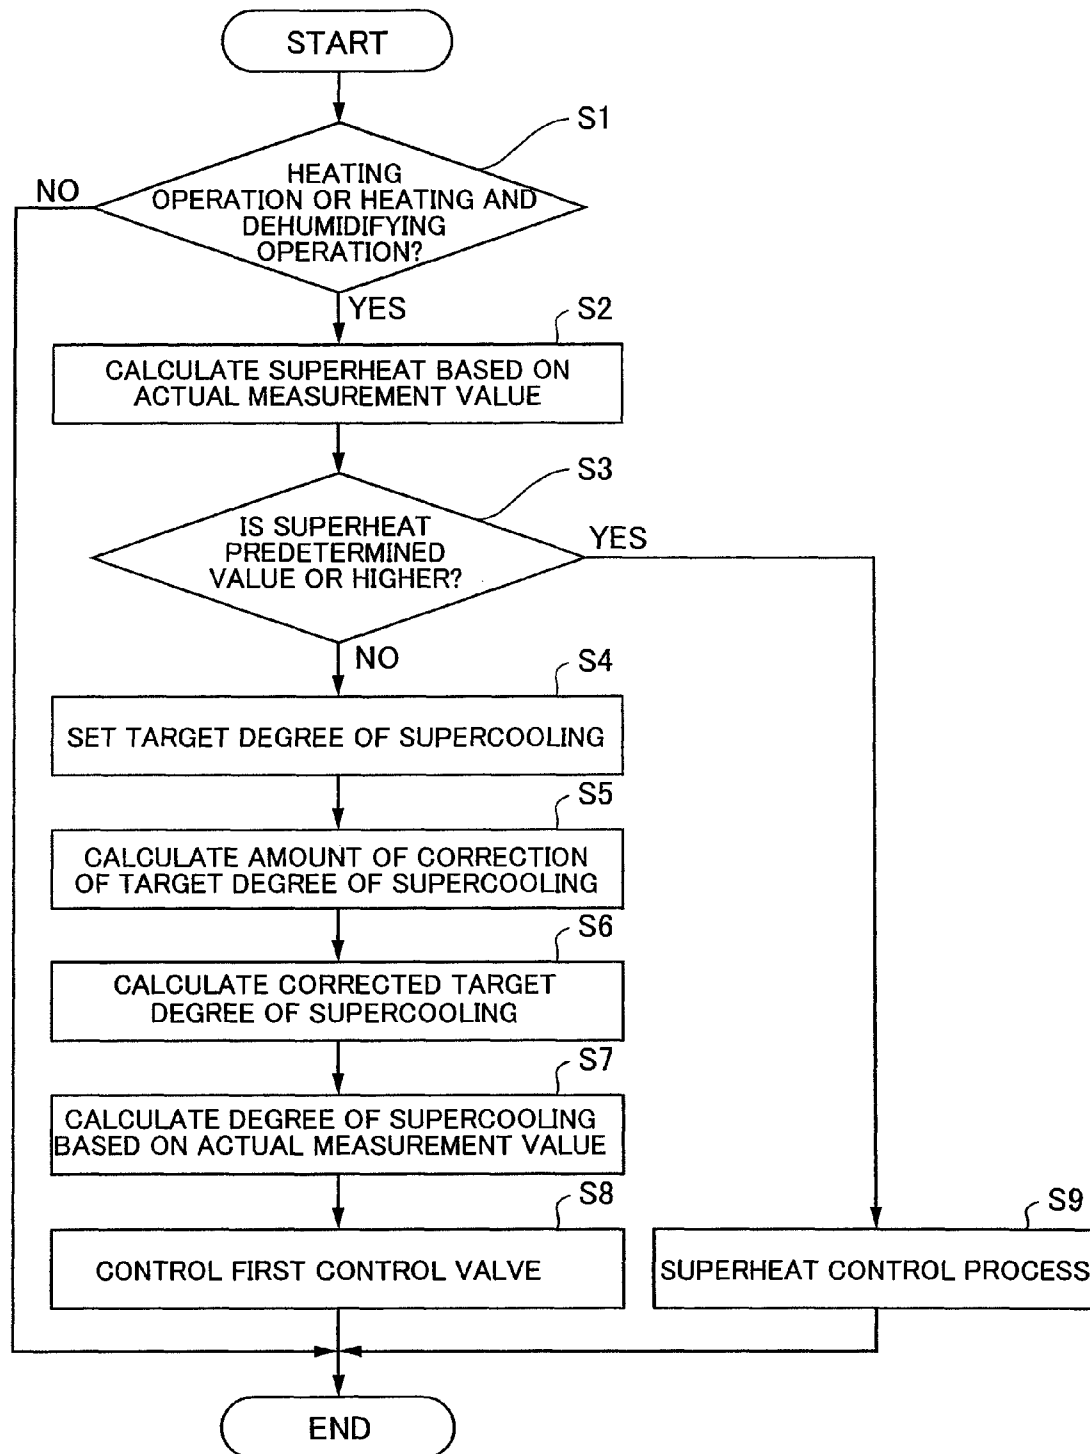 START
S1
HEATING
OPERATION OR HEATING AND
DEHUMIDIFYING
OPERATION?
NO
YES
S2
CALCULATE SUPERHEAT BASED ON
ACTUAL MEASUREMENT VALUE
S3
IS SUPERHEAT
PREDETERMINED
VALUE OR HIGHER?
YES
NO
S4
SET TARGET DEGREE OF SUPERCOOLING
S5
CALCULATE AMOUNT OF CORRECTION
OF TARGET DEGREE OF SUPERCOOLING
S6
CALCULATE CORRECTED TARGET
DEGREE OF SUPERCOOLING
S7
CALCULATE DEGREE OF SUPERCOOLING
BASED ON ACTUAL MEASUREMENT VALUE
S8
CONTROL FIRST CONTROL VALVE
S9
SUPERHEAT CONTROL PROCESS
END